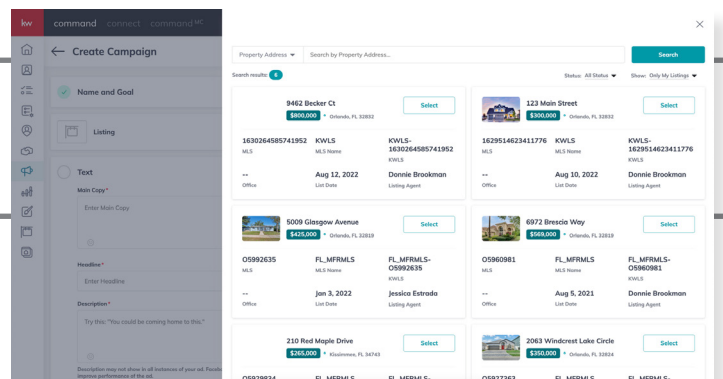 kw command connect command MC
Create Campaign
Name and Goal
Listing
Text
Main Copy*
Enter Main Copy
Headline*
Enter Headline
Description*
Try this: "You could be coming home to this."
Description may not show in all instances of your ad. Faceb
improve performance of the ad.
Property Address
Search by Property Address...
Search
Search results: 6
Status: All Status
Show: Only My Listings
9462 Becker Ct
Select
$800,000 • Orlando, FL 32832
1630264585741952 KWLS KWLS-
1630264585741952
MLS MLS Name
KWLS
-- Aug 12, 2022 Donnie Brookman
Office List Date Listing Agent
123 Main Street
Select
$300,000 • Orlando, FL 32832
1629514623411776 KWLS KWLS-
1629514623411776
MLS MLS Name
KWLS
-- Aug 10, 2022 Donnie Brookman
Office List Date Listing Agent
5009 Glasgow Avenue
Select
$425,000 • Orlando, FL 32819
O5992635 FL_MFRMLS FL_MFRMLS-
O5992635
MLS MLS Name
KWLS
-- Jan 3, 2022 Jessica Estrada
Office List Date Listing Agent
6972 Brescia Way
Select
$569,000 • Orlando, FL 32819
O5960981 FL_MFRMLS FL_MFRMLS-
O5960981
MLS MLS Name
KWLS
-- Aug 5, 2021 Donnie Brookman
Office List Date Listing Agent
210 Red Maple Drive
Select
$265,000 • Kissimmee, FL 34743
FL_MFRMLS FL_MFRMLS-
2063 Windcrest Lake Circle
Select
$350,000 • Orlando, FL 32824
FL_MFRMLS FL_MFRMLS-